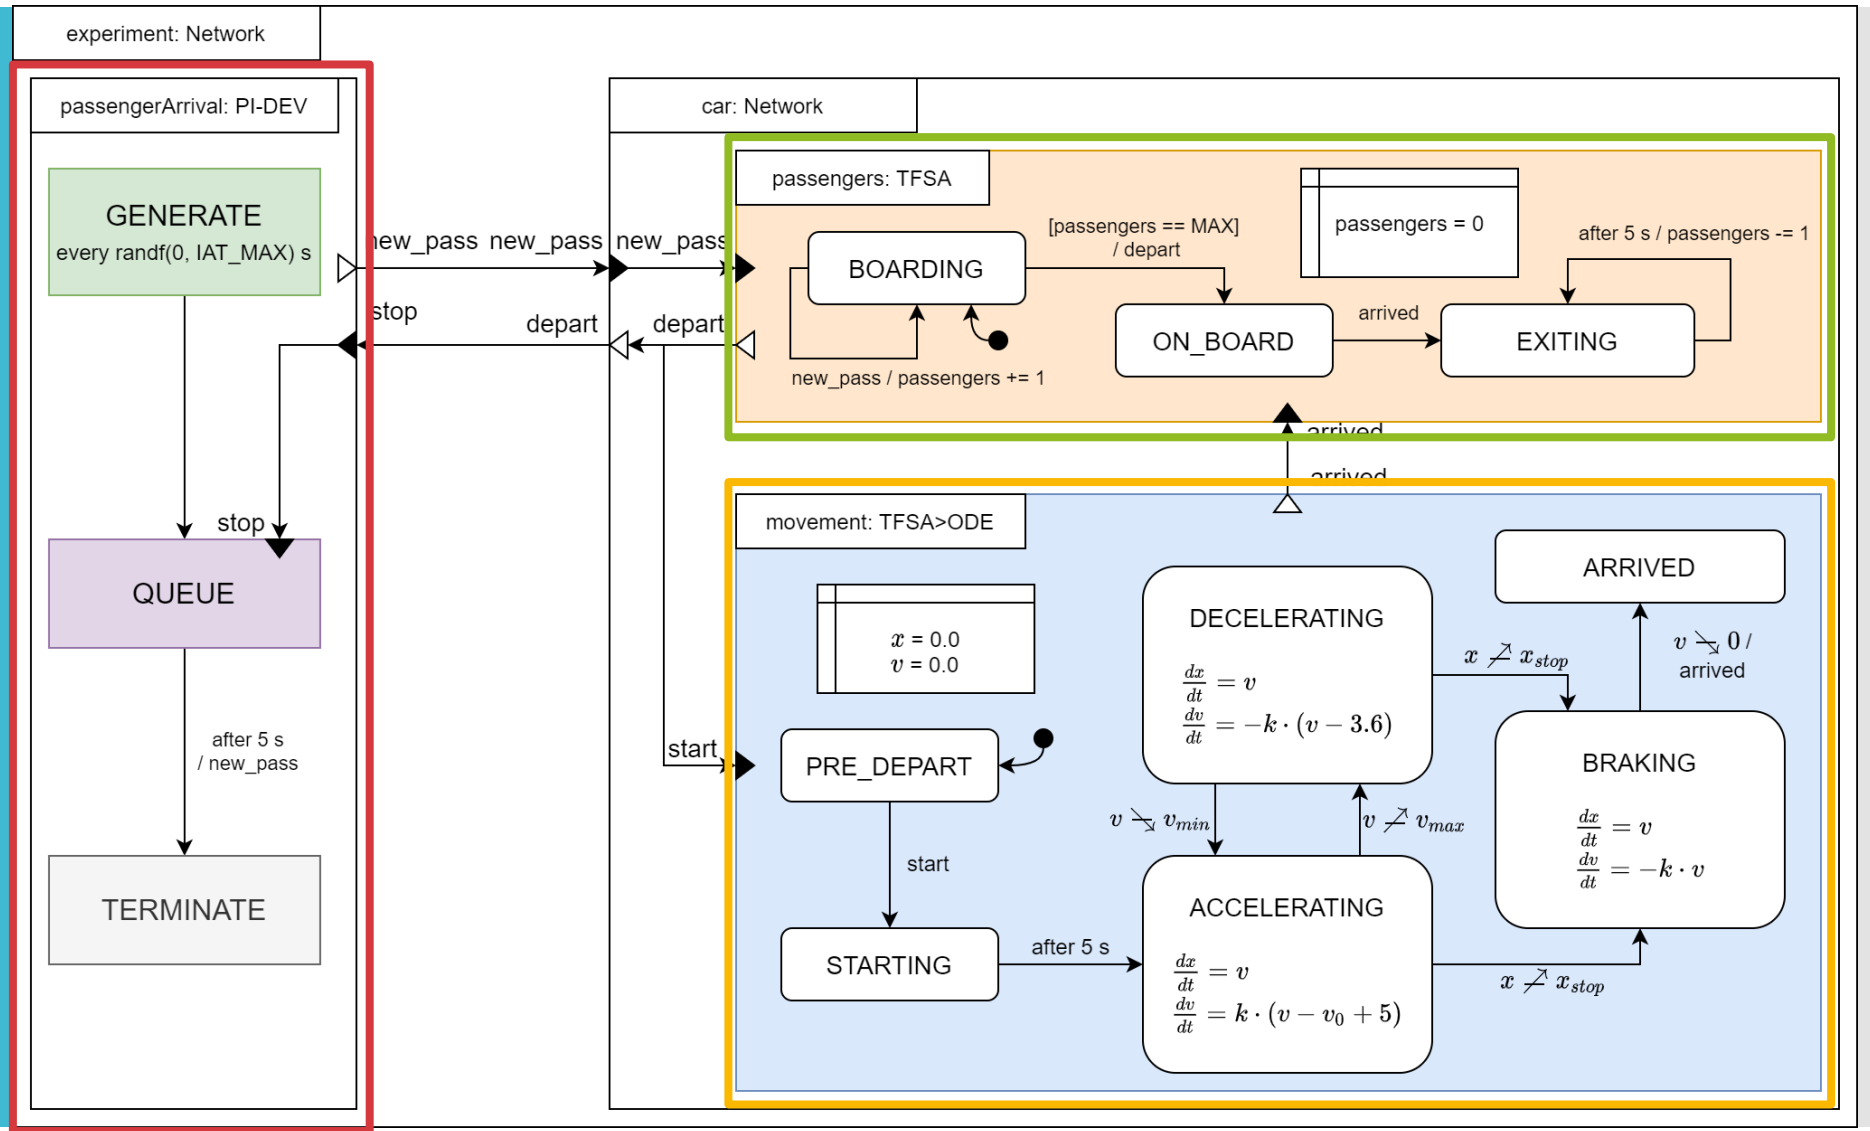 experiment: Network
passengerArrival: PI-DEV
GENERATE
every randf(0, IAT_MAX) s
new_pass
new_pass
new_pass
stop
depart
depart
stop
QUEUE
after 5 s
/ new_pass
TERMINATE
car: Network
passengers: TFSA
BOARDING
new_pass / passengers += 1
[passengers == MAX]
/ depart
passengers = 0
ON_BOARD
arrived
EXITING
after 5 s / passengers -= 1
arrived
arrived
movement: TFSA>ODE
x = 0.0
v = 0.0
start
PRE_DEPART
start
STARTING
after 5 s
DECELERATING
dx/dt = v
dv/dt = −k · (v − 3.6)
v ↘ v_min
v ↗ v_max
ACCELERATING
dx/dt = v
dv/dt = k · (v − v_0 + 5)
x ↗ x_stop
x ↗ x_stop
ARRIVED
v ↘ 0 /
arrived
BRAKING
dx/dt = v
dv/dt = −k · v